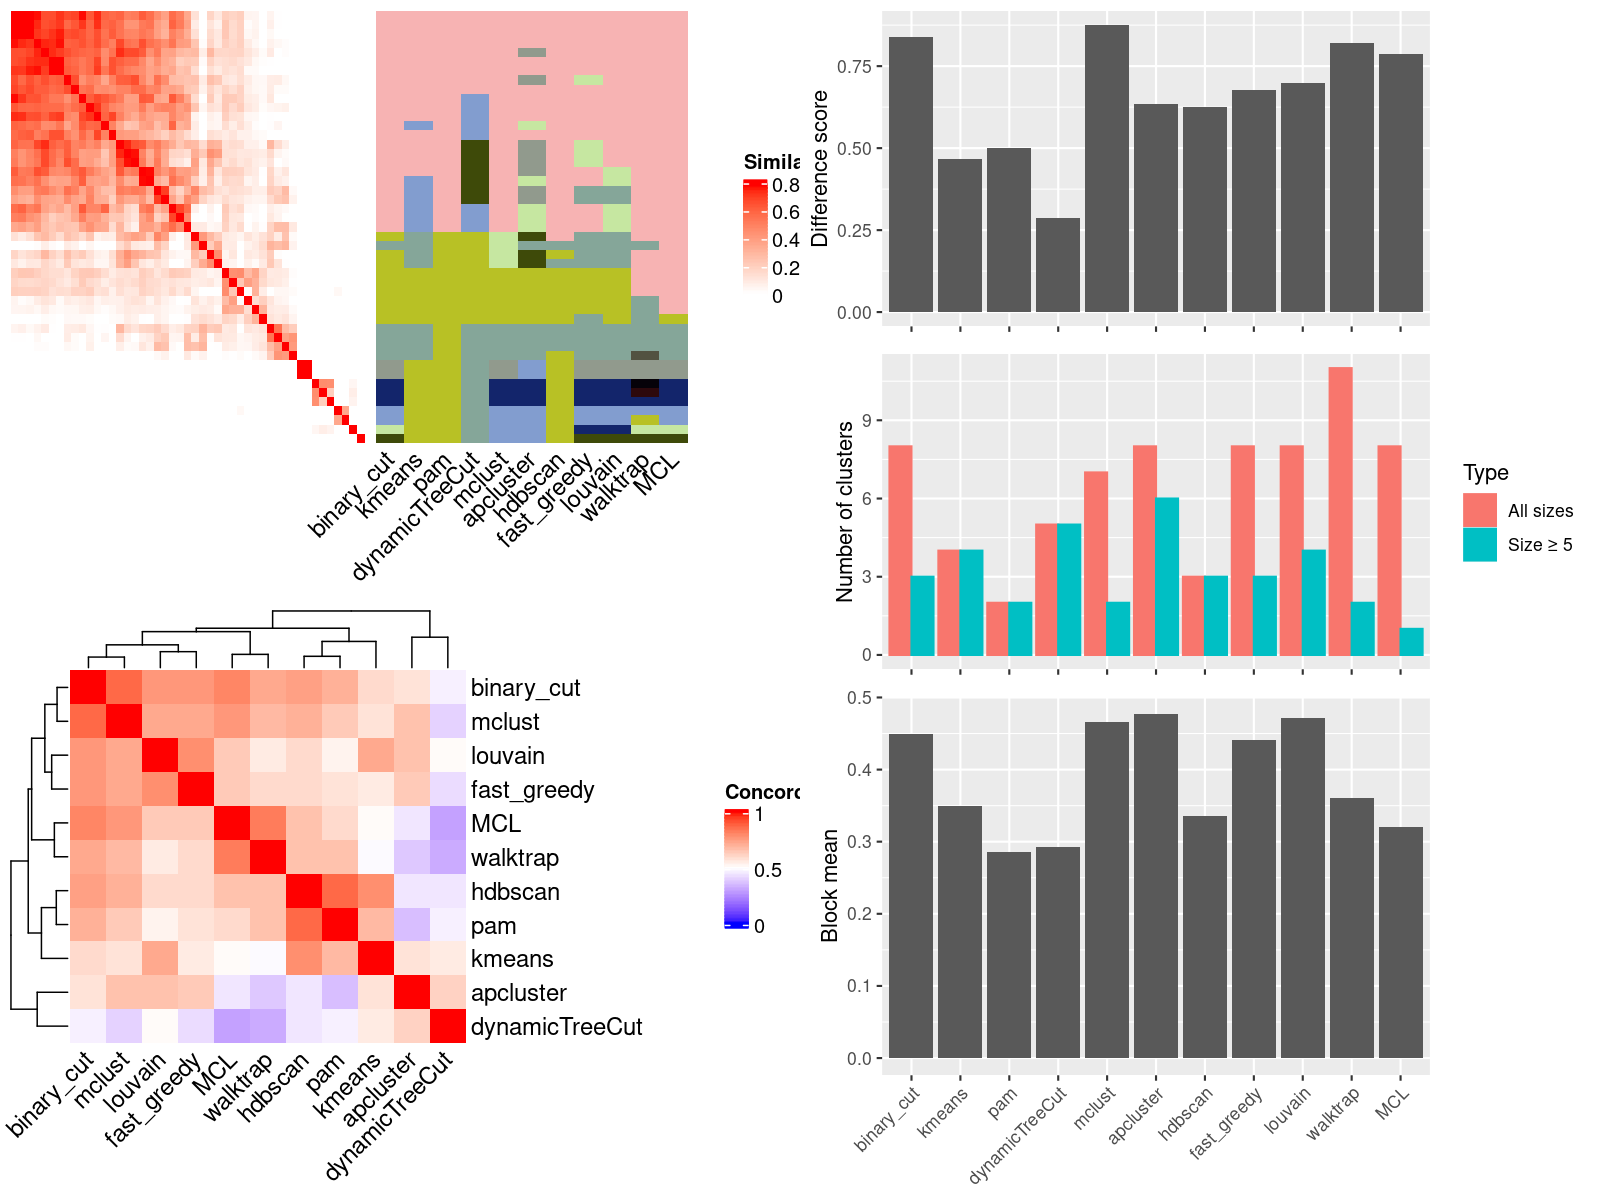 Simila
0.8
0.6
0.4
0.2
0
binary_cut
kmeans
pam
dynamicTreeCut
mclust
apcluster
hdbscan
fast_greedy
louvain
walktrap
MCL
Difference score
0.75
0.50
0.25
0.00
Number of clusters
9
6
3
0
Type
All sizes
Size ≥ 5
binary_cut
mclust
louvain
fast_greedy
MCL
walktrap
hdbscan
pam
kmeans
apcluster
dynamicTreeCut
binary_cut
mclust
louvain
fast_greedy
MCL
walktrap
hdbscan
pam
kmeans
apcluster
dynamicTreeCut
Concord
1
0.5
0
Block mean
0.5
0.4
0.3
0.2
0.1
0.0
binary_cut
kmeans
pam
dynamicTreeCut
mclust
apcluster
hdbscan
fast_greedy
louvain
walktrap
MCL